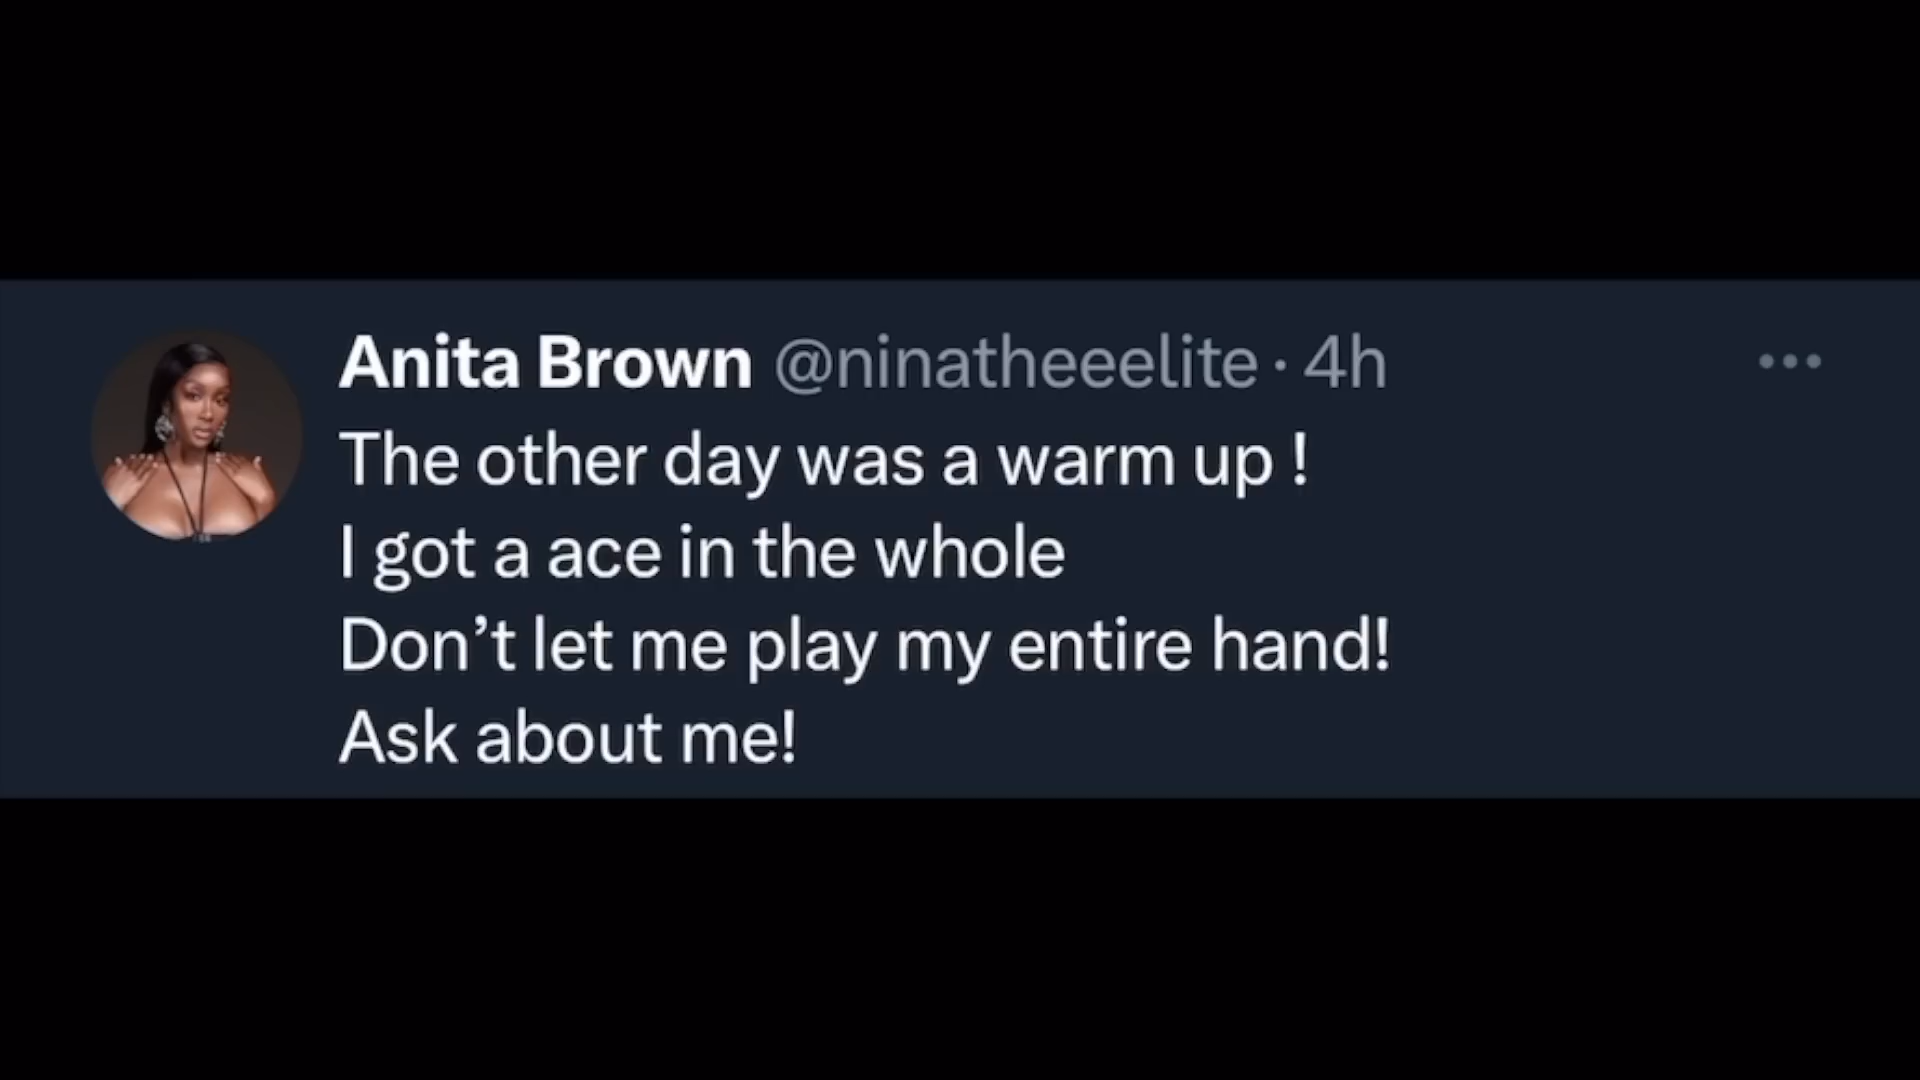 Anita Brown @ninatheeelite · 4h
The other day was a warm up !
I got a ace in the whole
Don’t let me play my entire hand!
Ask about me!